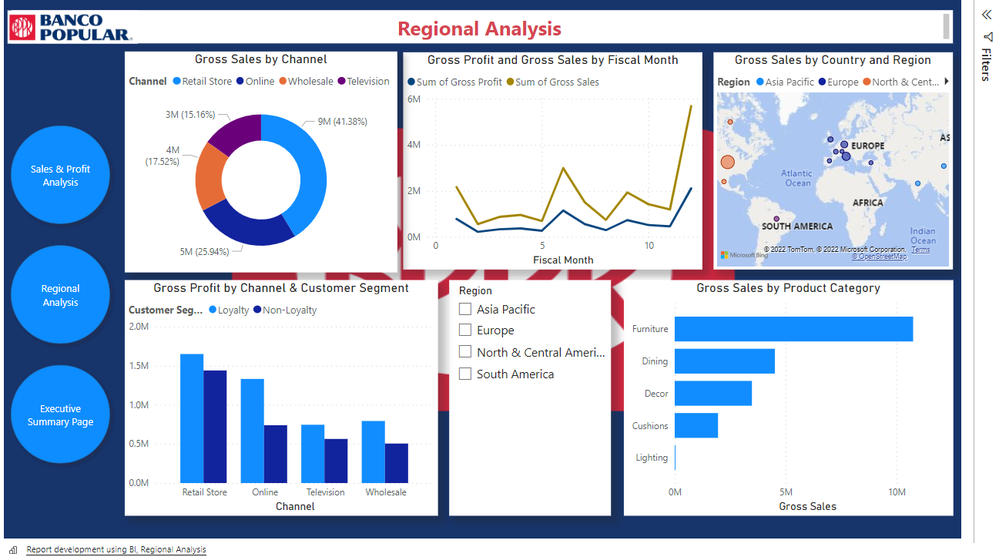 BANCO
POPULAR®
Regional Analysis
Filters
Sales & Profit
Analysis
Regional
Analysis
Executive
Summary Page
Gross Sales by Channel
Channel Retail Store Online Wholesale Television
3M (15.16%)
9M (41.38%)
4M
(17.52%)
5M (25.94%)
Gross Profit and Gross Sales by Fiscal Month
Sum of Gross Profit Sum of Gross Sales
6M
4M
2M
0M
0 5 10
Fiscal Month
Gross Sales by Country and Region
Region Asia Pacific Europe North & Cent...
EUROPE
AS
Atlantic
Ocean
AFRICA
SOUTH AMERICA
Indian
Ocean
Microsoft Bing
© 2022 TomTom, © 2022 Microsoft Corporation, Terms
© OpenStreetMap
Gross Profit by Channel & Customer Segment
Customer Seg... Loyalty Non-Loyalty
2.0M
1.5M
1.0M
0.5M
0.0M
Retail Store Online Television Wholesale
Channel
Region
Asia Pacific
Europe
North & Central Ameri...
South America
Gross Sales by Product Category
Furniture
Dining
Decor
Cushions
Lighting
0M 5M 10M
Gross Sales
Report development using BI, Regional Analysis